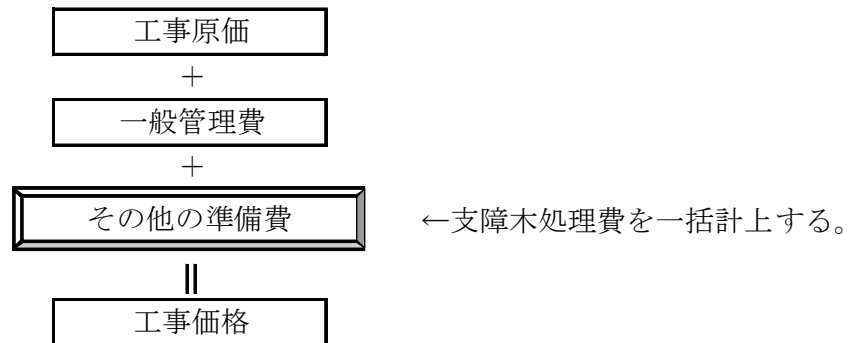 工事原価
＋
一般管理費
＋
その他の準備費 ←支障木処理費を一括計上する。
||
工事価格